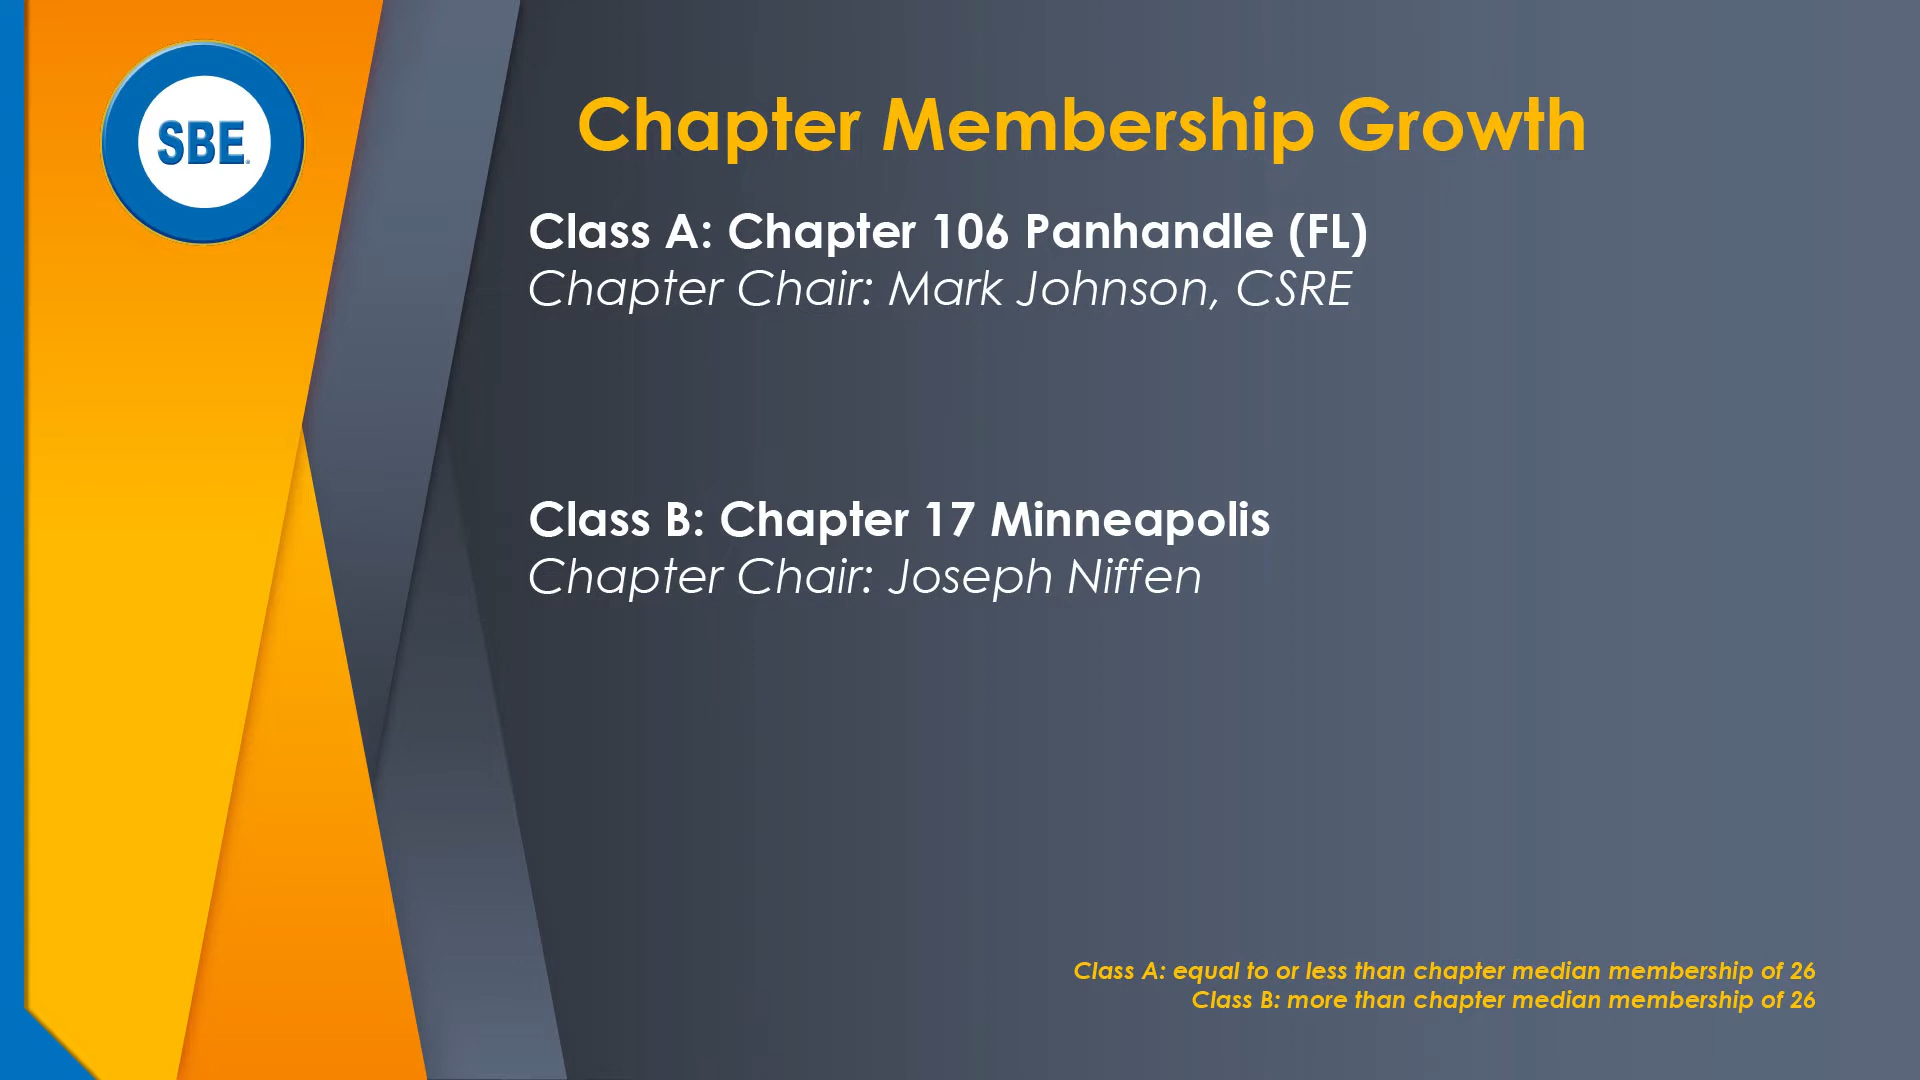 SBE
Chapter Membership Growth
Class A: Chapter 106 Panhandle (FL)
Chapter Chair: Mark Johnson, CSRE
Class B: Chapter 17 Minneapolis
Chapter Chair: Joseph Niffen
Class A: equal to or less than chapter median membership of 26
Class B: more than chapter median membership of 26